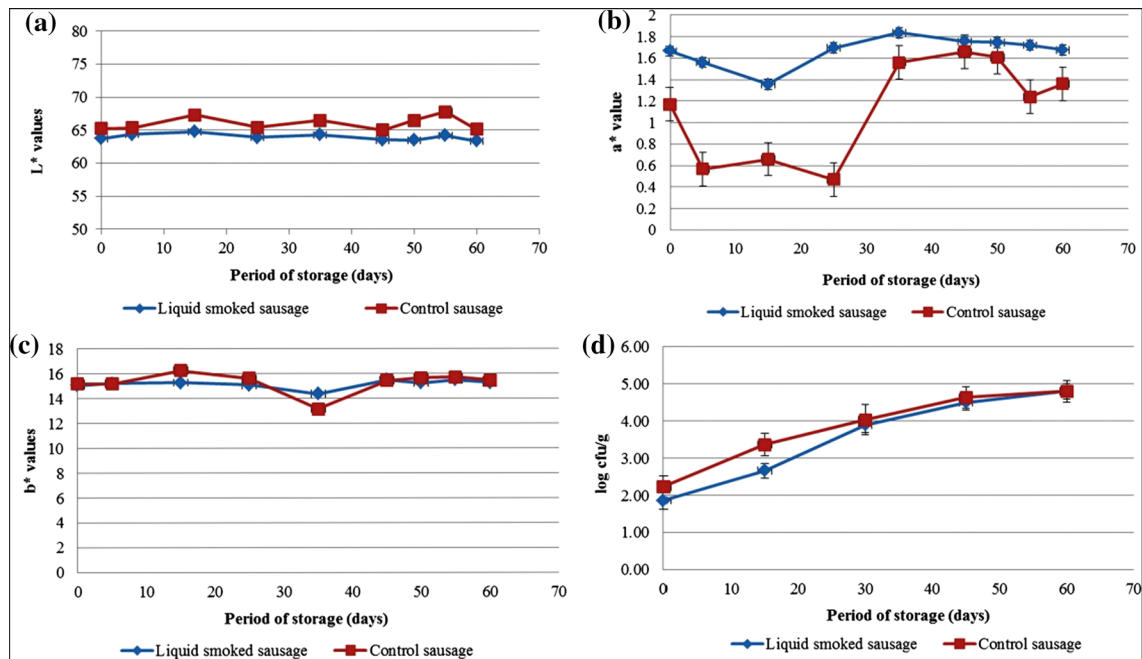 (a)
80
75
70
65
60
55
50
L* values
0 10 20 30 40 50 60 70
Period of storage (days)
Liquid smoked sausage Control sausage
(b)
2
1.8
1.6
1.4
1.2
1
0.8
0.6
0.4
0.2
0
a* value
0 10 20 30 40 50 60 70
Period of storage (days)
Liquid smoked sausage Control sausage
(c)
18
16
14
12
10
8
6
4
2
0
b* values
0 10 20 30 40 50 60 70
Period of storage (days)
Liquid smoked sausage Control sausage
(d)
6.00
5.00
4.00
3.00
2.00
1.00
0.00
log cfu/g
0 10 20 30 40 50 60 70
Period of storage (days)
Liquid smoked sausage Control sausage